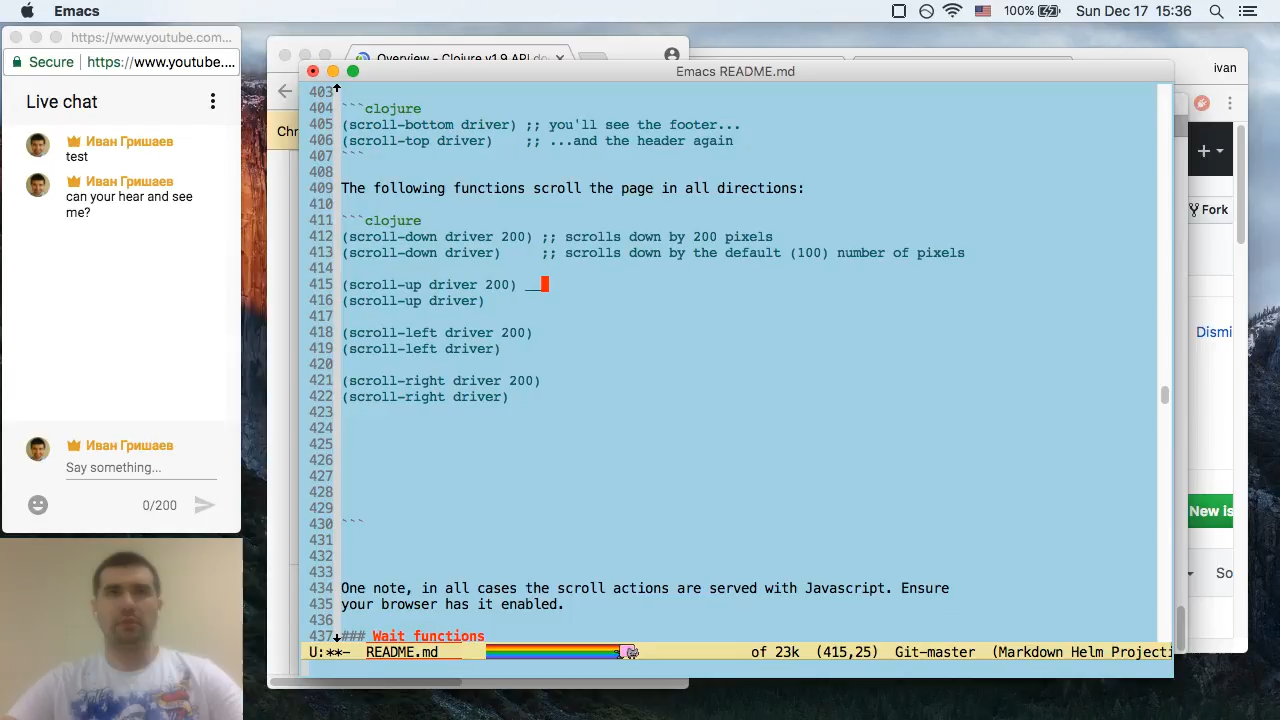 Emacs
100%
Sun Dec 17 15:36
https://www.youtube.com...
Secure
https://www.youtube....
Live chat
Иван Гришаев
test
Иван Гришаев
can your hear and see
me?
Иван Гришаев
Say something...
0/200
Overview - Clojure v1.9 API do
ivan
Chr
Fork
Dismi
New is
So
Emacs README.md
403
404 ```clojure
405 (scroll-bottom driver) ;; you'll see the footer...
406 (scroll-top driver)    ;; ...and the header again
407 ```
408
409 The following functions scroll the page in all directions:
410
411 ```clojure
412 (scroll-down driver 200) ;; scrolls down by 200 pixels
413 (scroll-down driver)     ;; scrolls down by the default (100) number of pixels
414
415 (scroll-up driver 200)
416 (scroll-up driver)
417
418 (scroll-left driver 200)
419 (scroll-left driver)
420
421 (scroll-right driver 200)
422 (scroll-right driver)
423
424
425
426
427
428
429
430 ```
431
432
433
434 One note, in all cases the scroll actions are served with Javascript. Ensure
435 your browser has it enabled.
436
437 ### Wait functions
U:**- README.md of 23k (415,25) Git-master (Markdown Helm Projecti